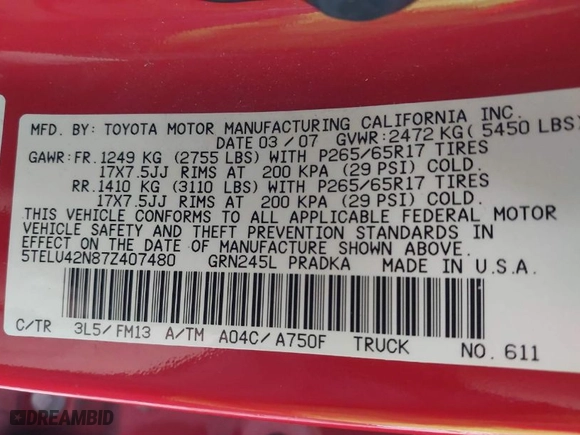 MFD. BY: TOYOTA MOTOR MANUFACTURING CALIFORNIA INC.
DATE 03 / 07 GVWR: 2472 KG ( 5450 LBS)
GAWR: FR. 1249 KG (2755 LBS) WITH P265/65R17 TIRES
17X7.5JJ RIMS AT 200 KPA (29 PSI) COLD.
RR. 1410 KG (3110 LBS) WITH P265/65R17 TIRES
17X7.5JJ RIMS AT 200 KPA (29 PSI) COLD.
THIS VEHICLE CONFORMS TO ALL APPLICABLE FEDERAL MOTOR
VEHICLE SAFETY AND THEFT PREVENTION STANDARDS IN
EFFECT ON THE DATE OF MANUFACTURE SHOWN ABOVE.
5TELU42N87Z407480 GRN245L PRADKA MADE IN U.S.A.
C/TR 3L5/FM13 A/TM A04C/A750F TRUCK NO. 611
DREAMBID